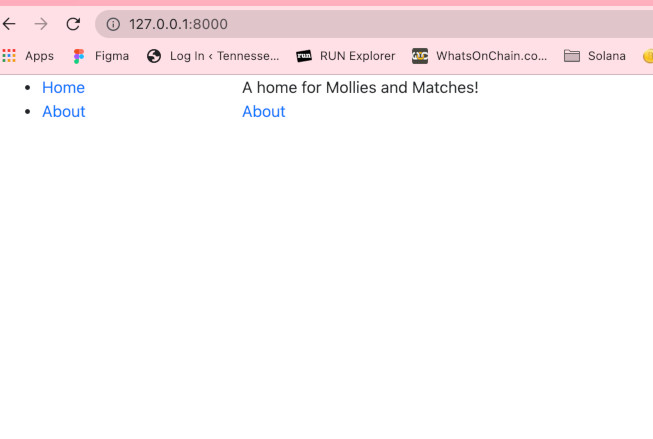 127.0.0.1:8000
Apps Figma Log In ‹ Tennesse... run RUN Explorer WhatsOnChain.co... Solana
Home A home for Mollies and Matches!
About About